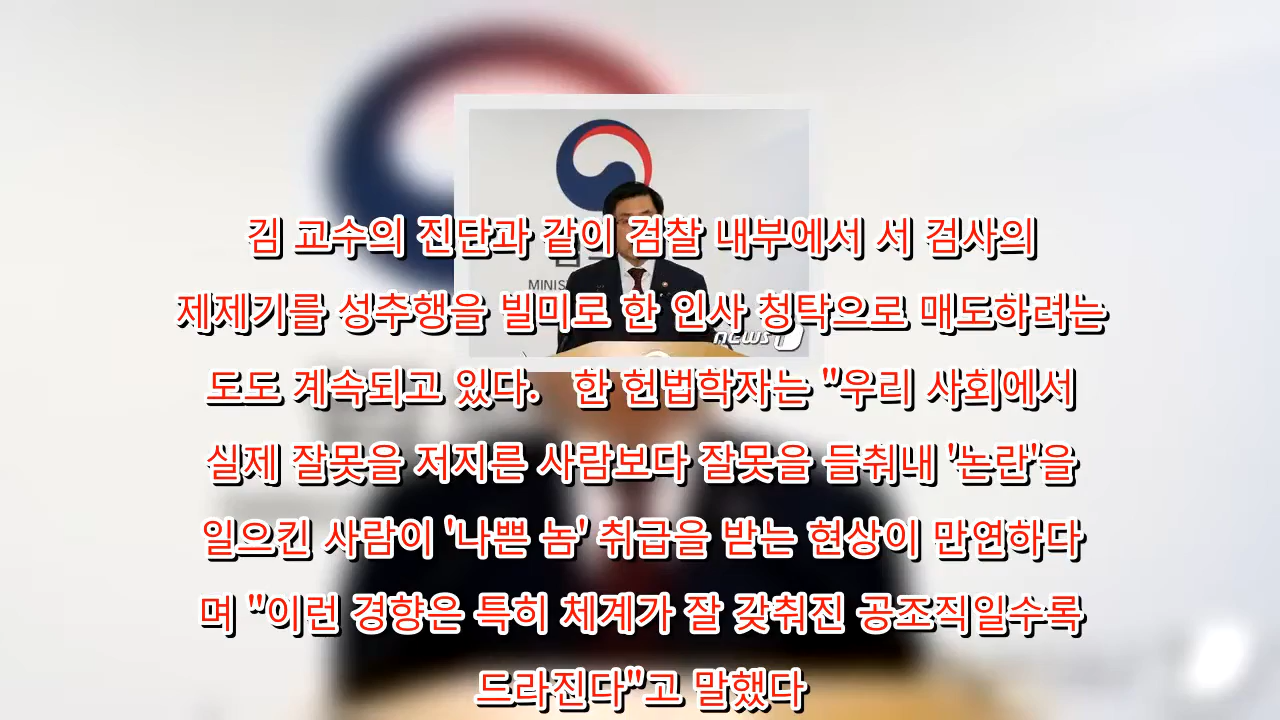 김 교수의 진단과 같이 검찰 내부에서 서 검사의
제제기를 성추행을 빌미로 한 인사 청탁으로 매도하려는
도도 계속되고 있다. 한 헌법학자는 "우리 사회에서
실제 잘못을 저지른 사람보다 잘못을 들춰내 '논란'을
일으킨 사람이 '나쁜 놈' 취급을 받는 현상이 만연하다
며 "이런 경향은 특히 체계가 잘 갖춰진 공조직일수록
드라진다"고 말했다
MINIS
news1